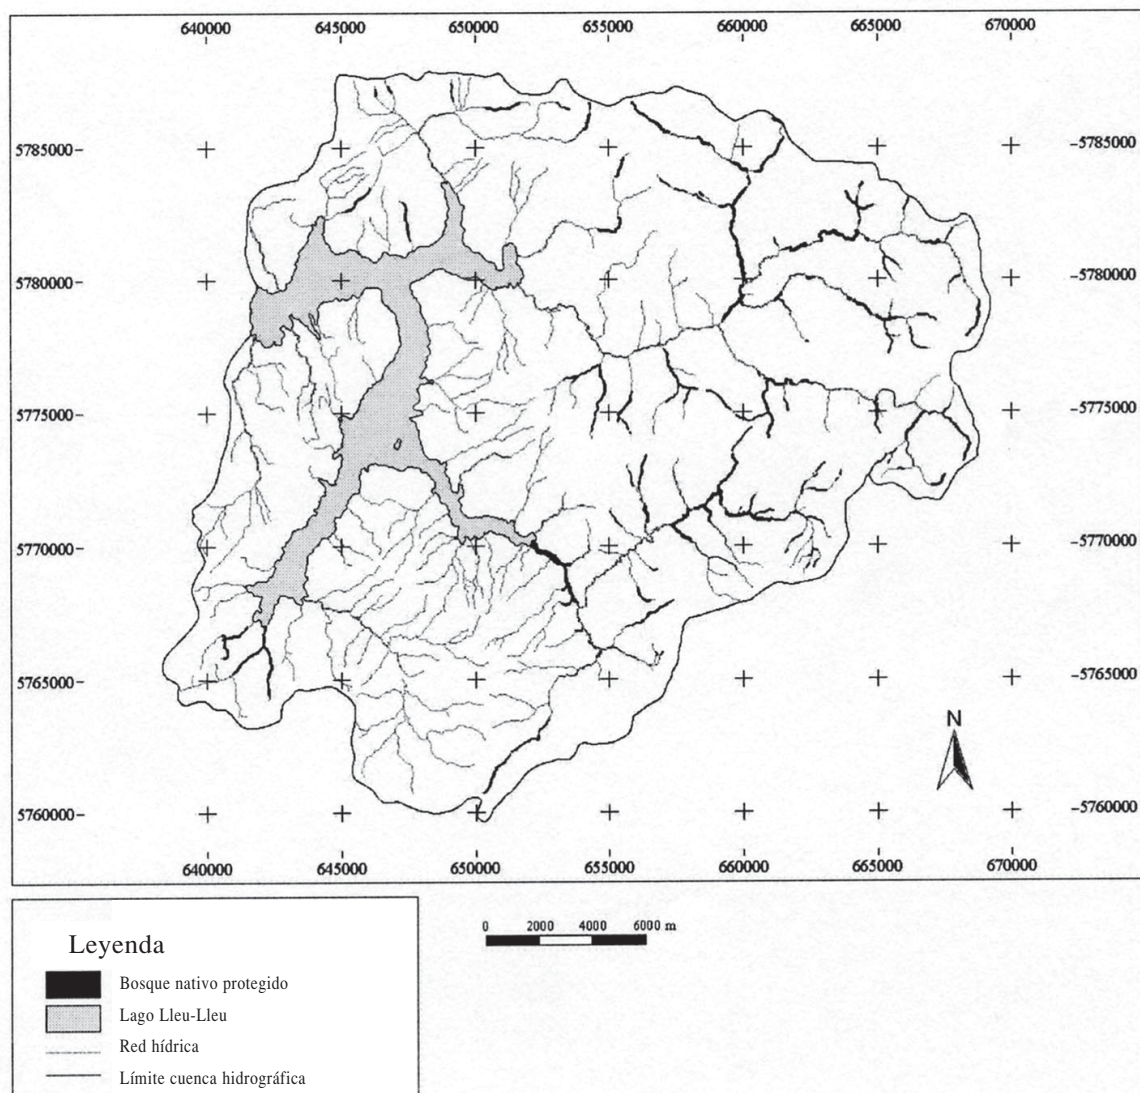 640000 645000 650000 655000 660000 665000 670000
5785000 5785000
5780000 5780000
5775000 5775000
5770000 5770000
5765000 5765000
N
5760000 5760000
640000 645000 650000 655000 660000 665000 670000
0 2000 4000 6000 m
Leyenda
Bosque nativo protegido
Lago Lleu-Lleu
Red hídrica
Límite cuenca hidrográfica